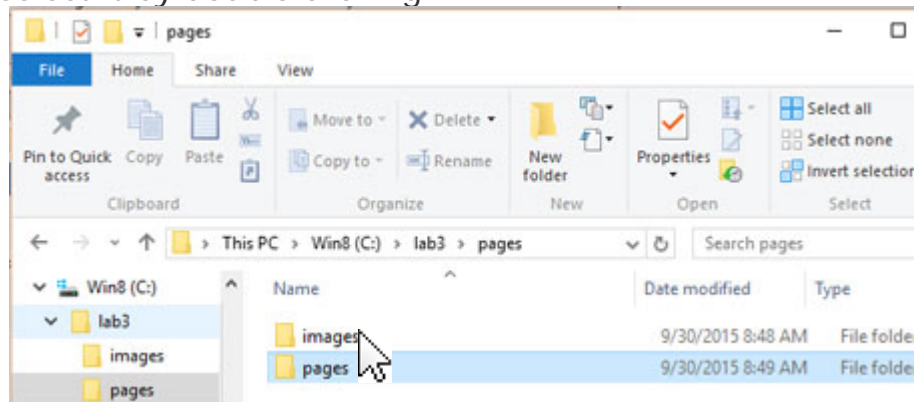 pages
File Home Share View
Pin to Quick access
Copy
Paste
Move to
Copy to
Delete
Rename
New folder
Properties
Select all
Select none
Invert selection
Clipboard Organize New Open Select
This PC > Win8 (C:) > lab3 > pages
Search pages
Win8 (C:)
lab3
images
pages
Name Date modified Type
images 9/30/2015 8:48 AM File folde
pages 9/30/2015 8:49 AM File folde